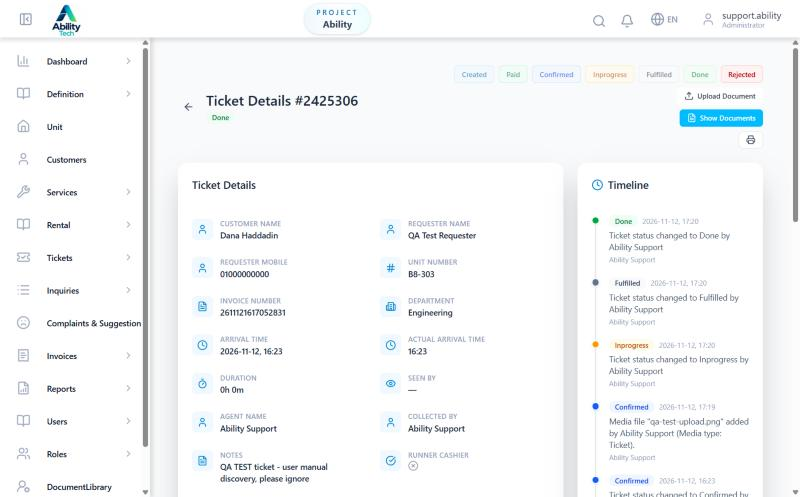 Ability
Tech
PROJECT
Ability
EN
support.ability
Administrator
Dashboard
Definition
Unit
Customers
Services
Rental
Tickets
Inquiries
Complaints & Suggestion
Invoices
Reports
Users
Roles
DocumentLibrary
Created
Paid
Confirmed
Inprogress
Fulfilled
Done
Rejected
Ticket Details #2425306
Done
Upload Document
Show Documents
Ticket Details
CUSTOMER NAME
Dana Haddadin
REQUESTER NAME
QA Test Requester
REQUESTER MOBILE
01000000000
UNIT NUMBER
B8-303
INVOICE NUMBER
2611121617052831
DEPARTMENT
Engineering
ARRIVAL TIME
2026-11-12, 16:23
ACTUAL ARRIVAL TIME
16:23
DURATION
0h 0m
SEEN BY
—
AGENT NAME
Ability Support
COLLECTED BY
Ability Support
NOTES
QA TEST ticket - user manual
discovery, please ignore
RUNNER CASHIER
Timeline
Done 2026-11-12, 17:20
Ticket status changed to Done by
Ability Support
Ability Support
Fulfilled 2026-11-12, 17:20
Ticket status changed to Fulfilled by
Ability Support
Ability Support
Inprogress 2026-11-12, 17:20
Ticket status changed to Inprogress by
Ability Support
Ability Support
Confirmed 2026-11-12, 17:19
Media file "qa-test-upload.png" added
by Ability Support (Media type:
Ticket).
Ability Support
Confirmed 2026-11-12, 16:23
Ticket status changed to Confirmed by